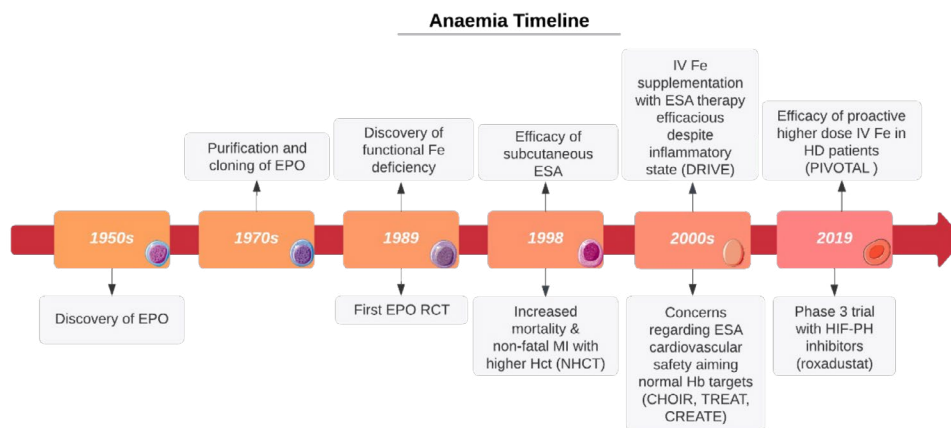 Anaemia Timeline
IV Fe
supplementation
with ESA therapy
efficacious
despite
inflammatory
state (DRIVE)
Efficacy of proactive
higher dose IV Fe in
HD patients
(PIVOTAL )
Purification and
cloning of EPO
Discovery of
functional Fe
deficiency
Efficacy of
subcutaneous
ESA
1950s
1970s
1989
1998
2000s
2019
Discovery of EPO
First EPO RCT
Increased
mortality &
non-fatal MI with
higher Hct (NHCT)
Concerns
regarding ESA
cardiovascular
safety aiming
normal Hb targets
(CHOIR, TREAT,
CREATE)
Phase 3 trial
with HIF-PH
inhibitors
(roxadustat)